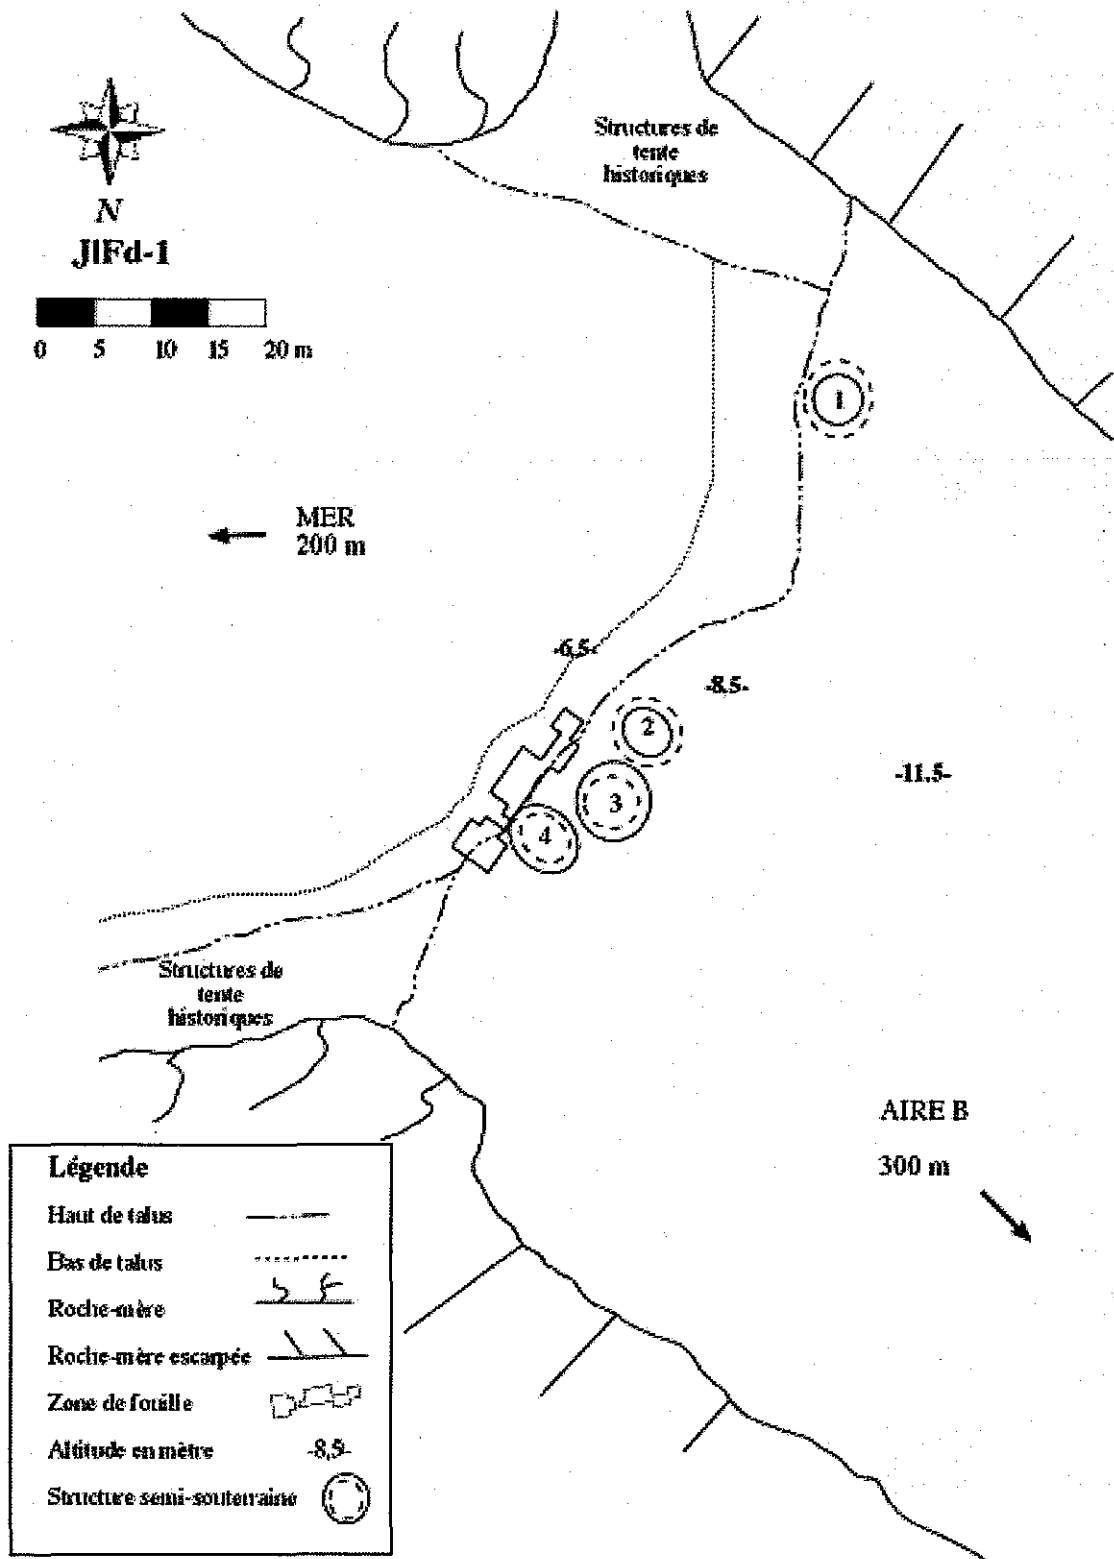 Structures de
tente
historiques
N
JIFd-1
0 5 10 15 20 m
1
MER
200 m
-6.5-
-8.5-
2
-11.5-
3
4
Structures de
tente
historiques
AIRE B
300 m
Légende
Haut de talus
Bas de talus
Roche-mère
Roche-mère escarpée
Zone de fouille
Altitude en mètre -8,5-
Structure semi-souterraine